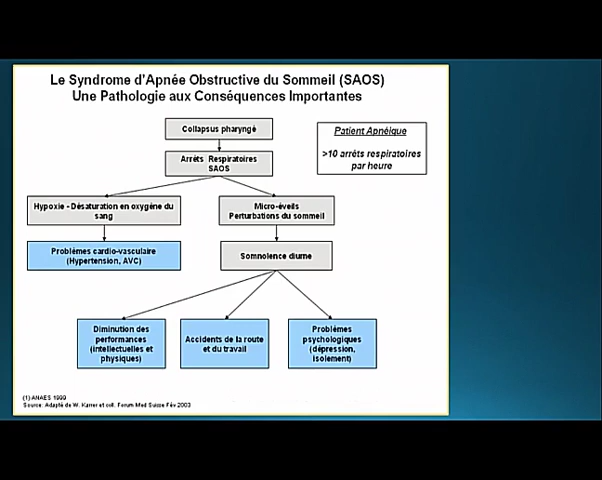 Le Syndrome d'Apnée Obstructive du Sommeil (SAOS)
Une Pathologie aux Conséquences Importantes
Collapsus pharyngé
Patient Apnéique
>10 arrêts respiratoires
par heure
Arrêts Respiratoires
SAOS
Hypoxie - Désaturation en oxygène du
sang
Micro-éveils
Perturbations du sommeil
Problèmes cardio-vasculaire
(Hypertension, AVC)
Somnolence diurne
Diminution des
performances
(intellectuelles et
physiques)
Accidents de la route
et du travail
Problèmes
psychologiques
(dépression,
isolement)
(1) ANAES 1999
Source: Adapté de W. Karrer et coll. Forum Med Suisse Fév 2003